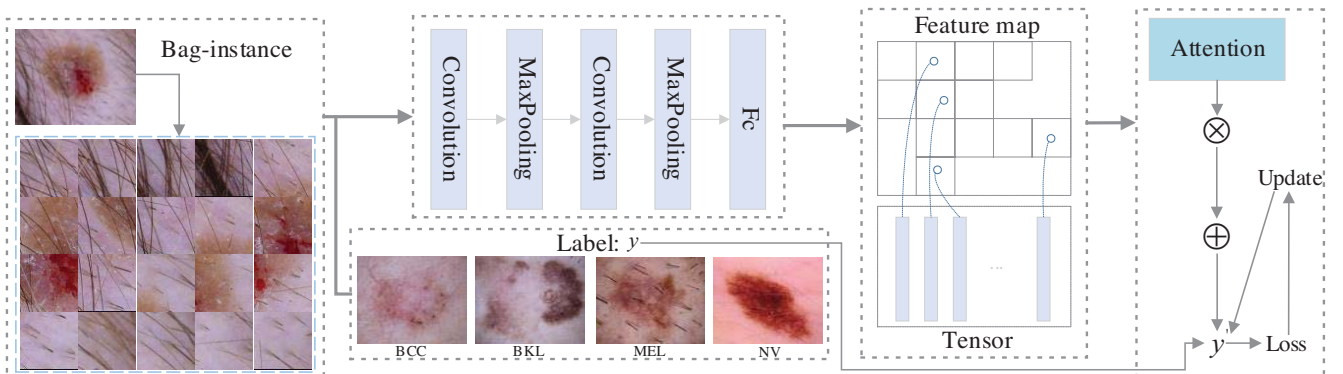 Bag-instance
Convolution
MaxPooling
Convolution
MaxPooling
Fc
Label: y
BCC
BKL
MEL
NV
Feature map
...
Tensor
Attention
Update
y'
Loss